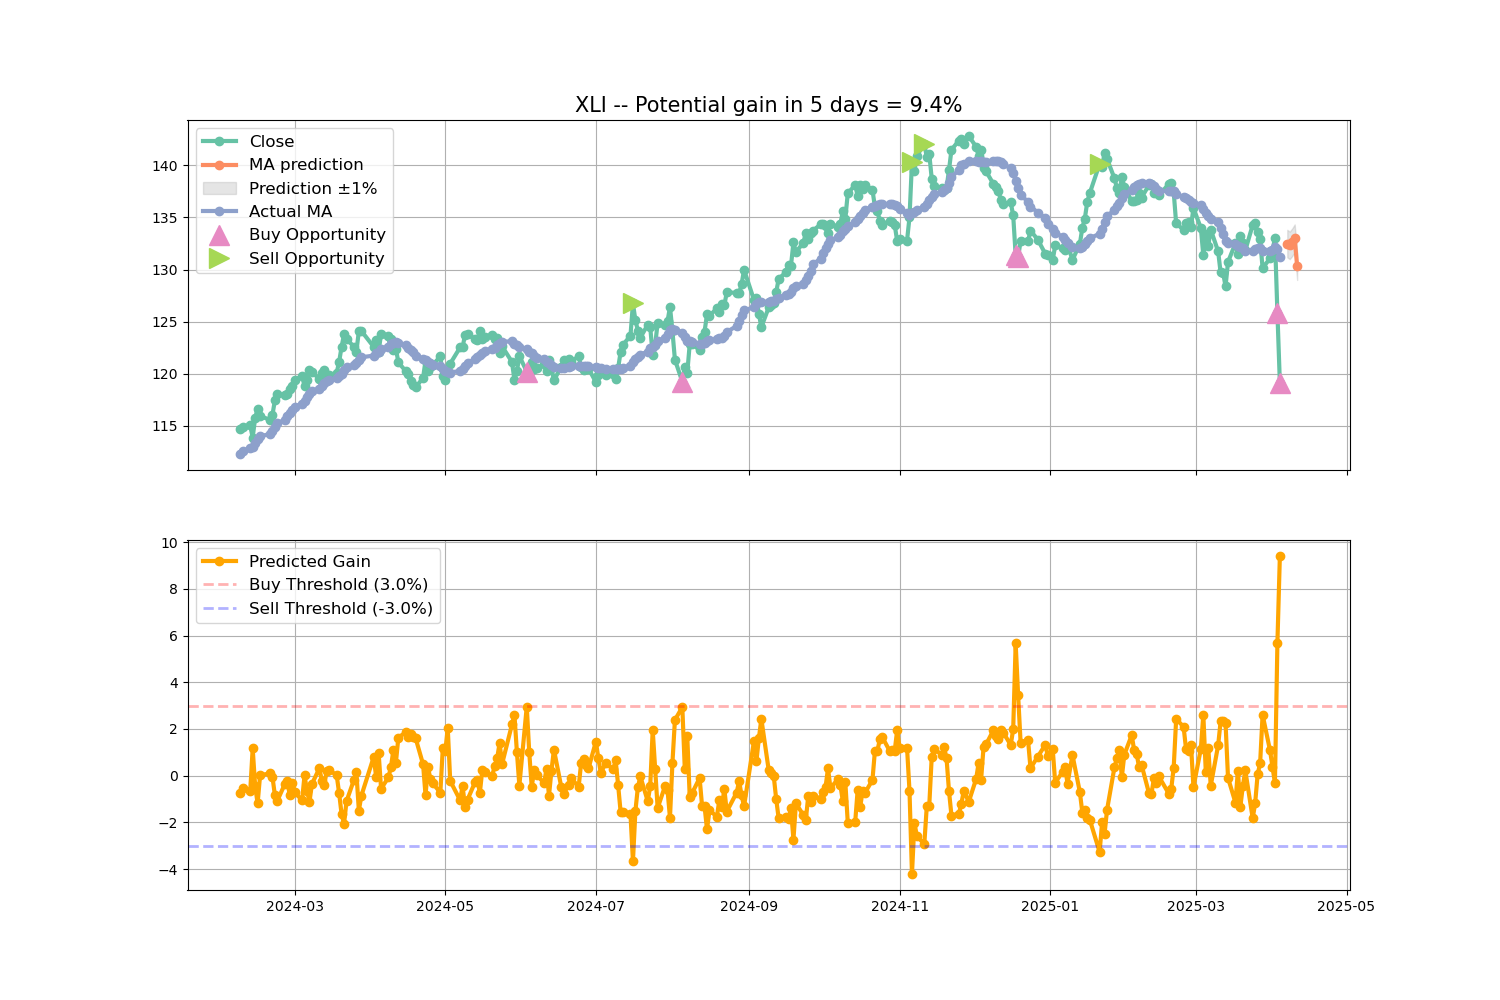 XLI -- Potential gain in 5 days = 9.4%
Close
MA prediction
Prediction ±1%
Actual MA
Buy Opportunity
Sell Opportunity
140
135
130
125
120
115
Predicted Gain
Buy Threshold (3.0%)
Sell Threshold (-3.0%)
10
8
6
4
2
0
−2
−4
2024-03 2024-05 2024-07 2024-09 2024-11 2025-01 2025-03 2025-05